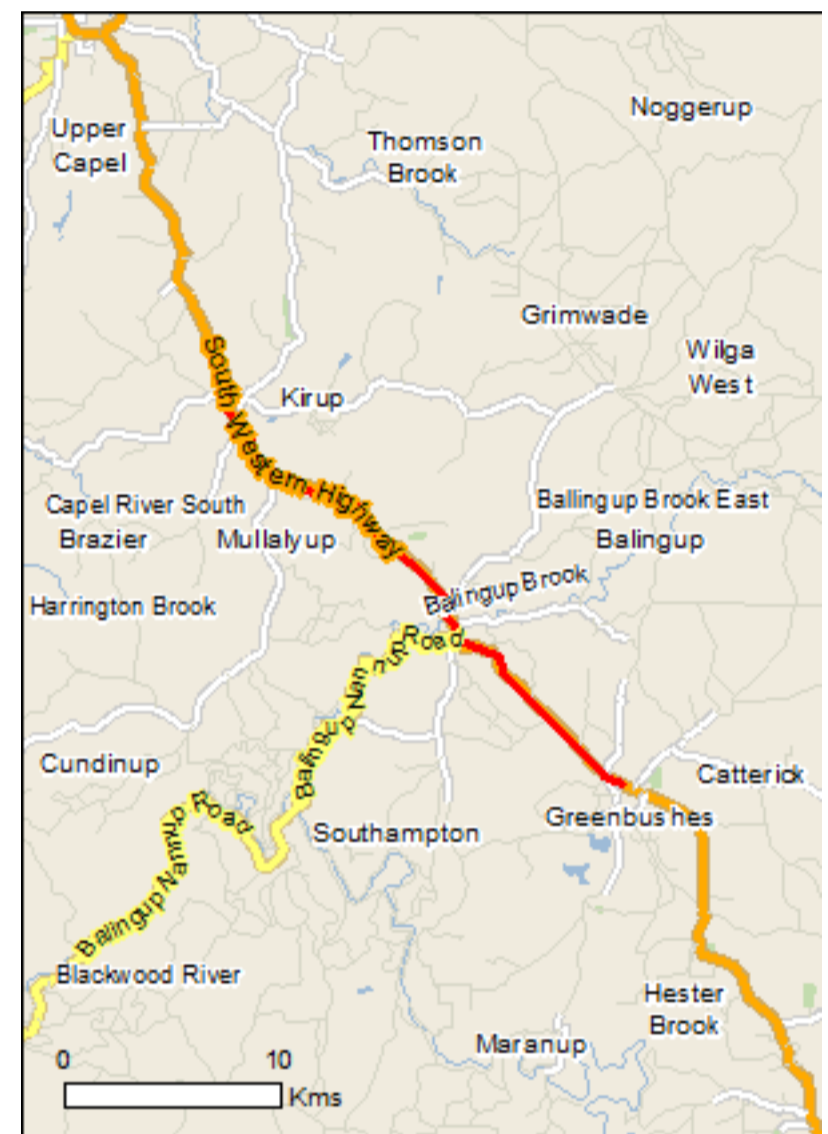 Noggerup
Upper
Capel
Thomson
Brook
Grimwade
Wilga
West
South Western Highway
Kirup
Capel River South
Ballingup Brook East
Brazier
Mullalyup
Balingup
Balingup Brook
Harrington Brook
Balingup Nannup Road
Cundinup
Catterick
Balingup Nannup Road
Greenbushes
Southampton
Blackwood River
Hester
Brook
Maranup
0 10
Kms